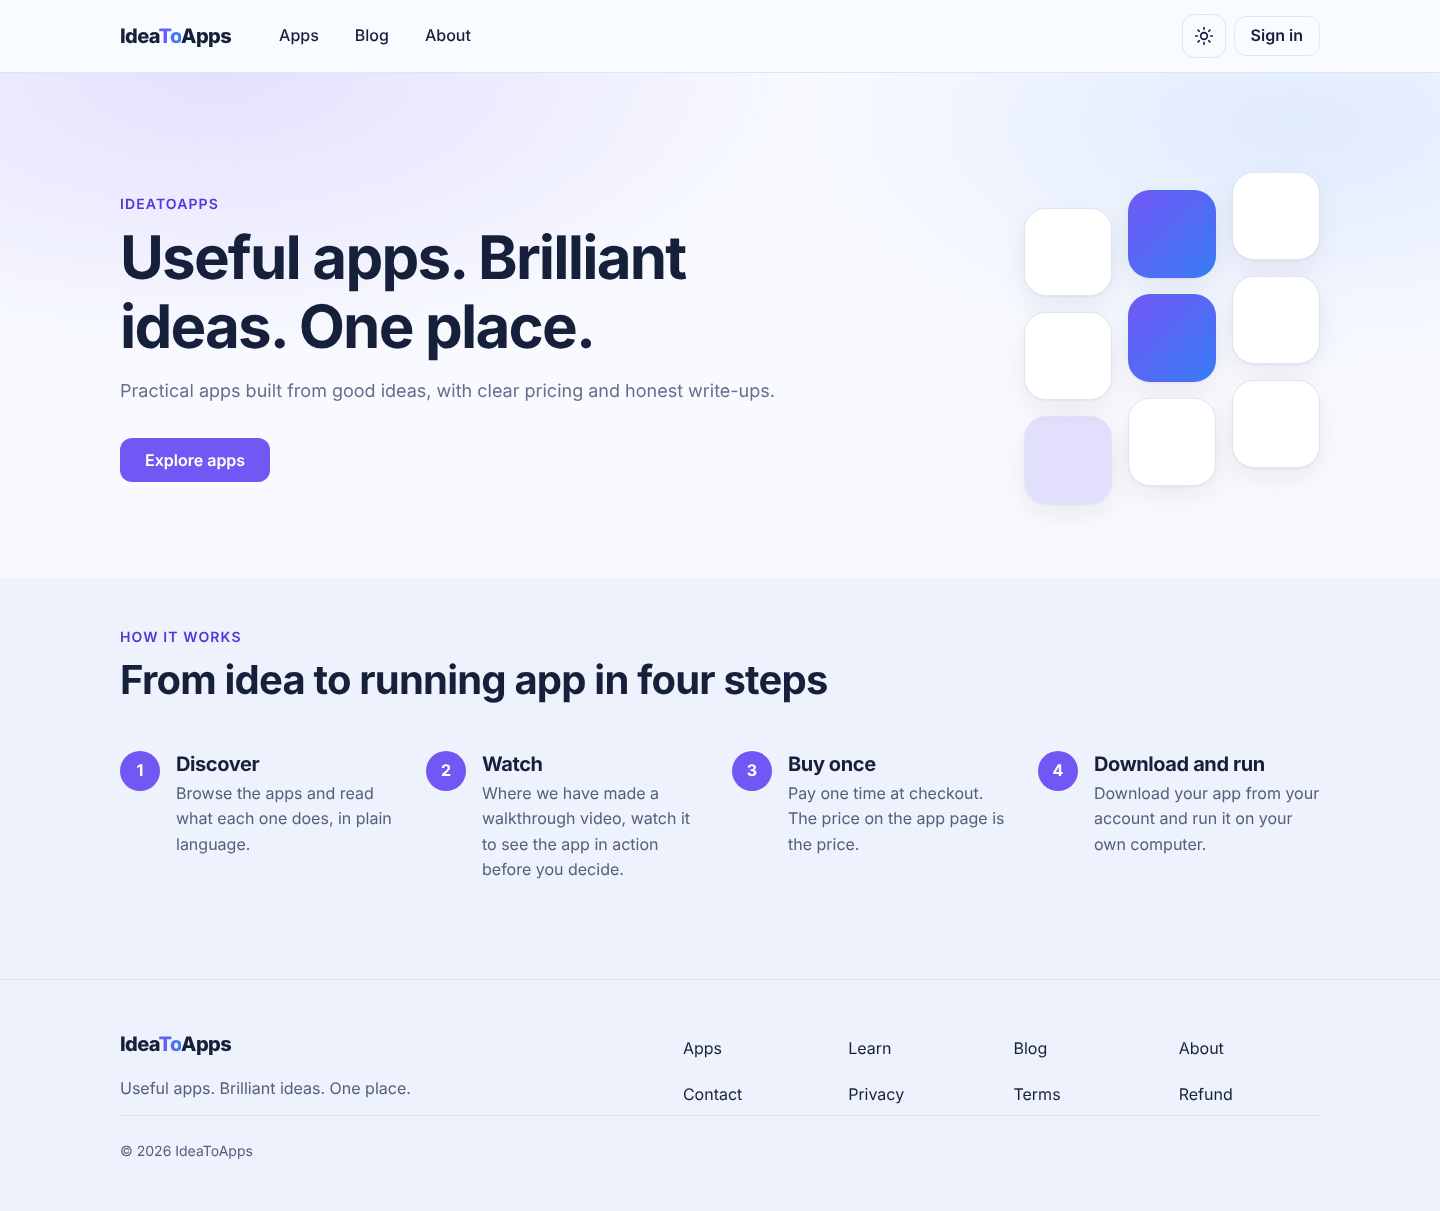 IdeaToApps
Apps
Blog
About
Sign in
IDEATOAPPS
Useful apps. Brilliant
ideas. One place.
Practical apps built from good ideas, with clear pricing and honest write-ups.
Explore apps
HOW IT WORKS
From idea to running app in four steps
1
Discover
Browse the apps and read
what each one does, in plain
language.
2
Watch
Where we have made a
walkthrough video, watch it
to see the app in action
before you decide.
3
Buy once
Pay one time at checkout.
The price on the app page is
the price.
4
Download and run
Download your app from your
account and run it on your
own computer.
IdeaToApps
Useful apps. Brilliant ideas. One place.
Apps
Learn
Blog
About
Contact
Privacy
Terms
Refund
© 2026 IdeaToApps